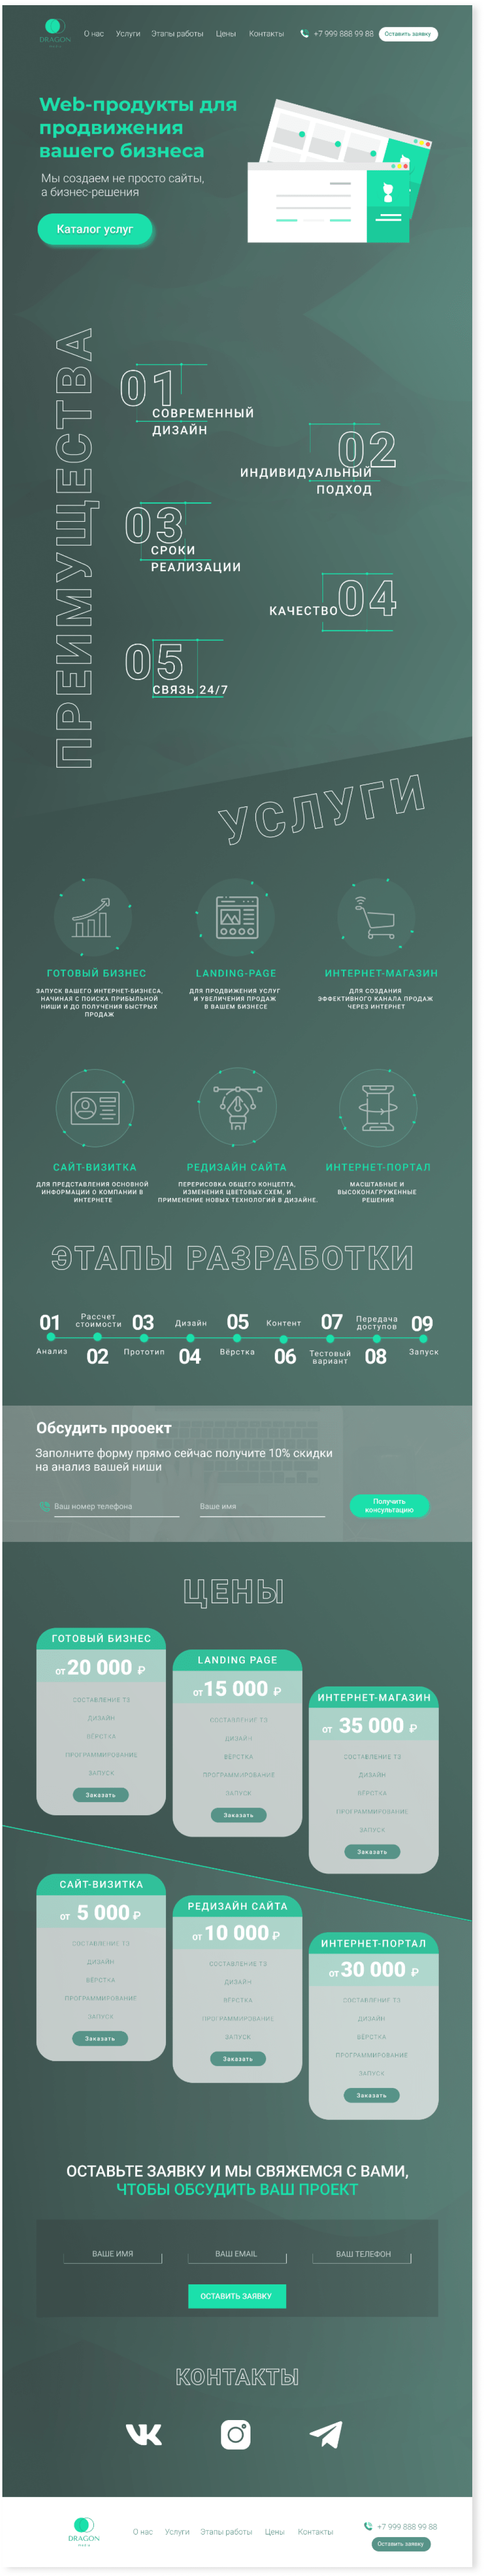 DRAGON
О нас Услуги Этапы работы Цены Контакты +7 999 888 99 88 Оставить заявку
Web-продукты для
продвижения
вашего бизнеса
Мы создаем не просто сайты,
а бизнес-решения
Каталог услуг
ПРЕИМУЩЕСТВА
01
СОВРЕМЕННЫЙ
ДИЗАЙН
02
ИНДИВИДУАЛЬНЫЙ
ПОДХОД
03
СРОКИ
РЕАЛИЗАЦИИ
04
КАЧЕСТВО
05
СВЯЗЬ 24/7
УСЛУГИ
ГОТОВЫЙ БИЗНЕС
ЗАПУСК ВАШЕГО ИНТЕРНЕТ-БИЗНЕСА,
НАЧИНАЯ С ПОИСКА ПРИБЫЛЬНОЙ
НИШИ И ДО ПОЛУЧЕНИЯ БЫСТРЫХ
ПРОДАЖ
LANDING-PAGE
ДЛЯ ПРОДВИЖЕНИЯ УСЛУГ
И УВЕЛИЧЕНИЯ ПРОДАЖ
В ВАШЕМ БИЗНЕСЕ
ИНТЕРНЕТ-МАГАЗИН
ДЛЯ СОЗДАНИЯ
ЭФФЕКТИВНОГО КАНАЛА ПРОДАЖ
ЧЕРЕЗ ИНТЕРНЕТ
САЙТ-ВИЗИТКА
ДЛЯ ПРЕДСТАВЛЕНИЯ ОСНОВНОЙ
ИНФОРМАЦИИ О КОМПАНИИ В
ИНТЕРНЕТЕ
РЕДИЗАЙН САЙТА
ПЕРЕРИСОВКА ОБЩЕГО КОНЦЕПТА,
ИЗМЕНЕНИЯ ЦВЕТОВЫХ СХЕМ, И
ПРИМЕНЕНИЕ НОВЫХ ТЕХНОЛОГИЙ В ДИЗАЙНЕ.
ИНТЕРНЕТ-ПОРТАЛ
МАСШТАБНЫЕ И
ВЫСОКОНАГРУЖЕННЫЕ
РЕШЕНИЯ
ЭТАПЫ РАЗРАБОТКИ
01
Анализ
Рассчет
стоимости
02
03
Прототип
Дизайн
04
05
Вёрстка
Контент
06
07
Тестовый
вариант
Передача
доступов
08
09
Запуск
Обсудить прооект
Заполните форму прямо сейчас получите 10% скидки
на анализ вашей ниши
Ваш номер телефона
Ваше имя
Получить
консультацию
ЦЕНЫ
ГОТОВЫЙ БИЗНЕС
от 20 000 ₽
СОСТАВЛЕНИЕ ТЗ
ДИЗАЙН
ВЁРСТКА
ПРОГРАММИРОВАНИЕ
ЗАПУСК
Заказать
LANDING PAGE
от 15 000 ₽
СОСТАВЛЕНИЕ ТЗ
ДИЗАЙН
ВЁРСТКА
ПРОГРАММИРОВАНИЕ
ЗАПУСК
Заказать
ИНТЕРНЕТ-МАГАЗИН
от 35 000 ₽
СОСТАВЛЕНИЕ ТЗ
ДИЗАЙН
ВЁРСТКА
ПРОГРАММИРОВАНИЕ
ЗАПУСК
Заказать
САЙТ-ВИЗИТКА
от 5 000 ₽
СОСТАВЛЕНИЕ ТЗ
ДИЗАЙН
ВЁРСТКА
ПРОГРАММИРОВАНИЕ
ЗАПУСК
Заказать
РЕДИЗАЙН САЙТА
от 10 000 ₽
СОСТАВЛЕНИЕ ТЗ
ДИЗАЙН
ВЁРСТКА
ПРОГРАММИРОВАНИЕ
ЗАПУСК
Заказать
ИНТЕРНЕТ-ПОРТАЛ
от 30 000 ₽
СОСТАВЛЕНИЕ ТЗ
ДИЗАЙН
ВЁРСТКА
ПРОГРАММИРОВАНИЕ
ЗАПУСК
Заказать
ОСТАВЬТЕ ЗАЯВКУ И МЫ СВЯЖЕМСЯ С ВАМИ,
ЧТОБЫ ОБСУДИТЬ ВАШ ПРОЕКТ
ВАШЕ ИМЯ
ВАШ EMAIL
ВАШ ТЕЛЕФОН
ОСТАВИТЬ ЗАЯВКУ
КОНТАКТЫ
DRAGON
О нас Услуги Этапы работы Цены Контакты
+7 999 888 99 88
Оставить заявку